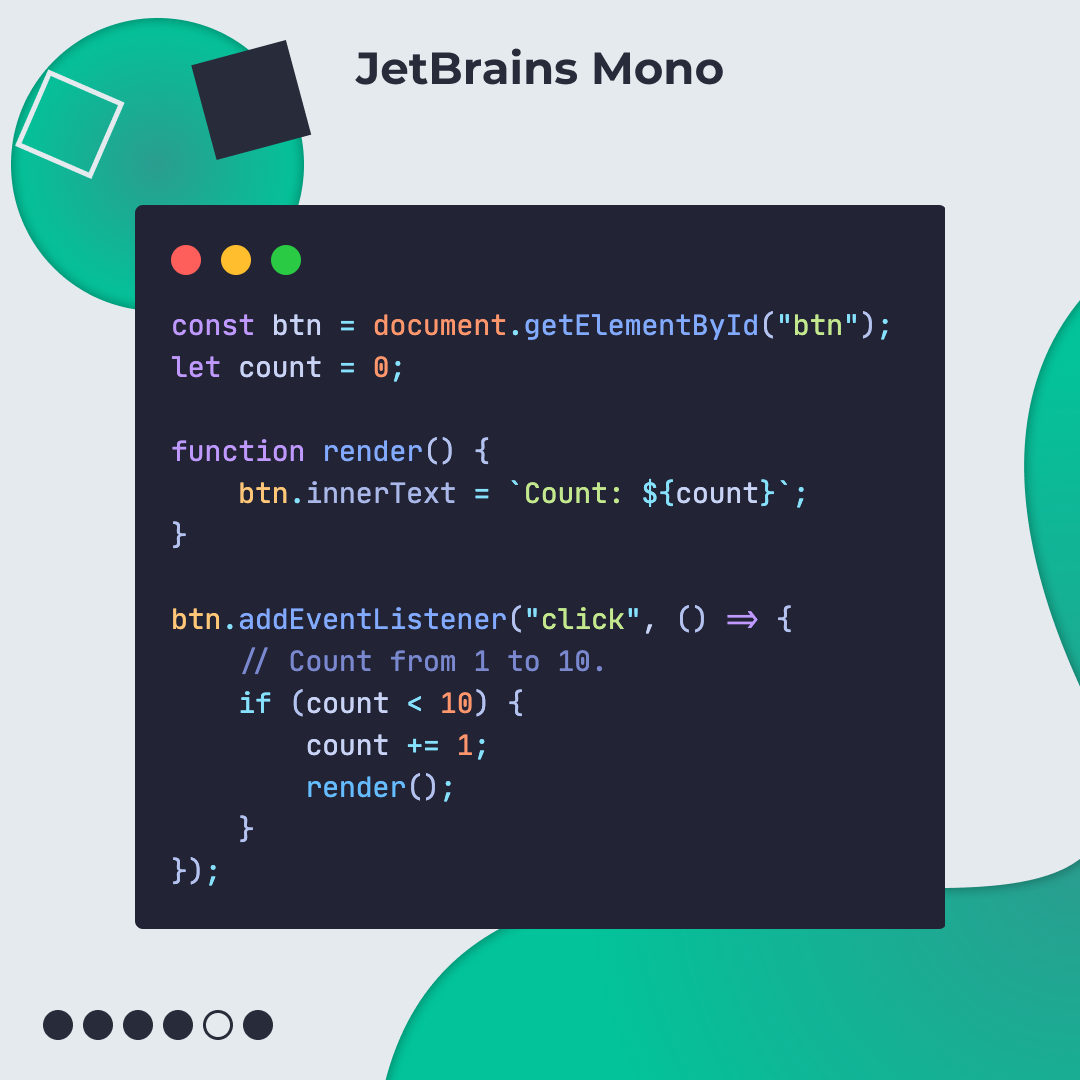 JetBrains Mono
const btn = document.getElementById("btn");
let count = 0;

function render() {
    btn.innerText = `Count: ${count}`;
}

btn.addEventListener("click", () => {
    // Count from 1 to 10.
    if (count < 10) {
        count += 1;
        render();
    }
});